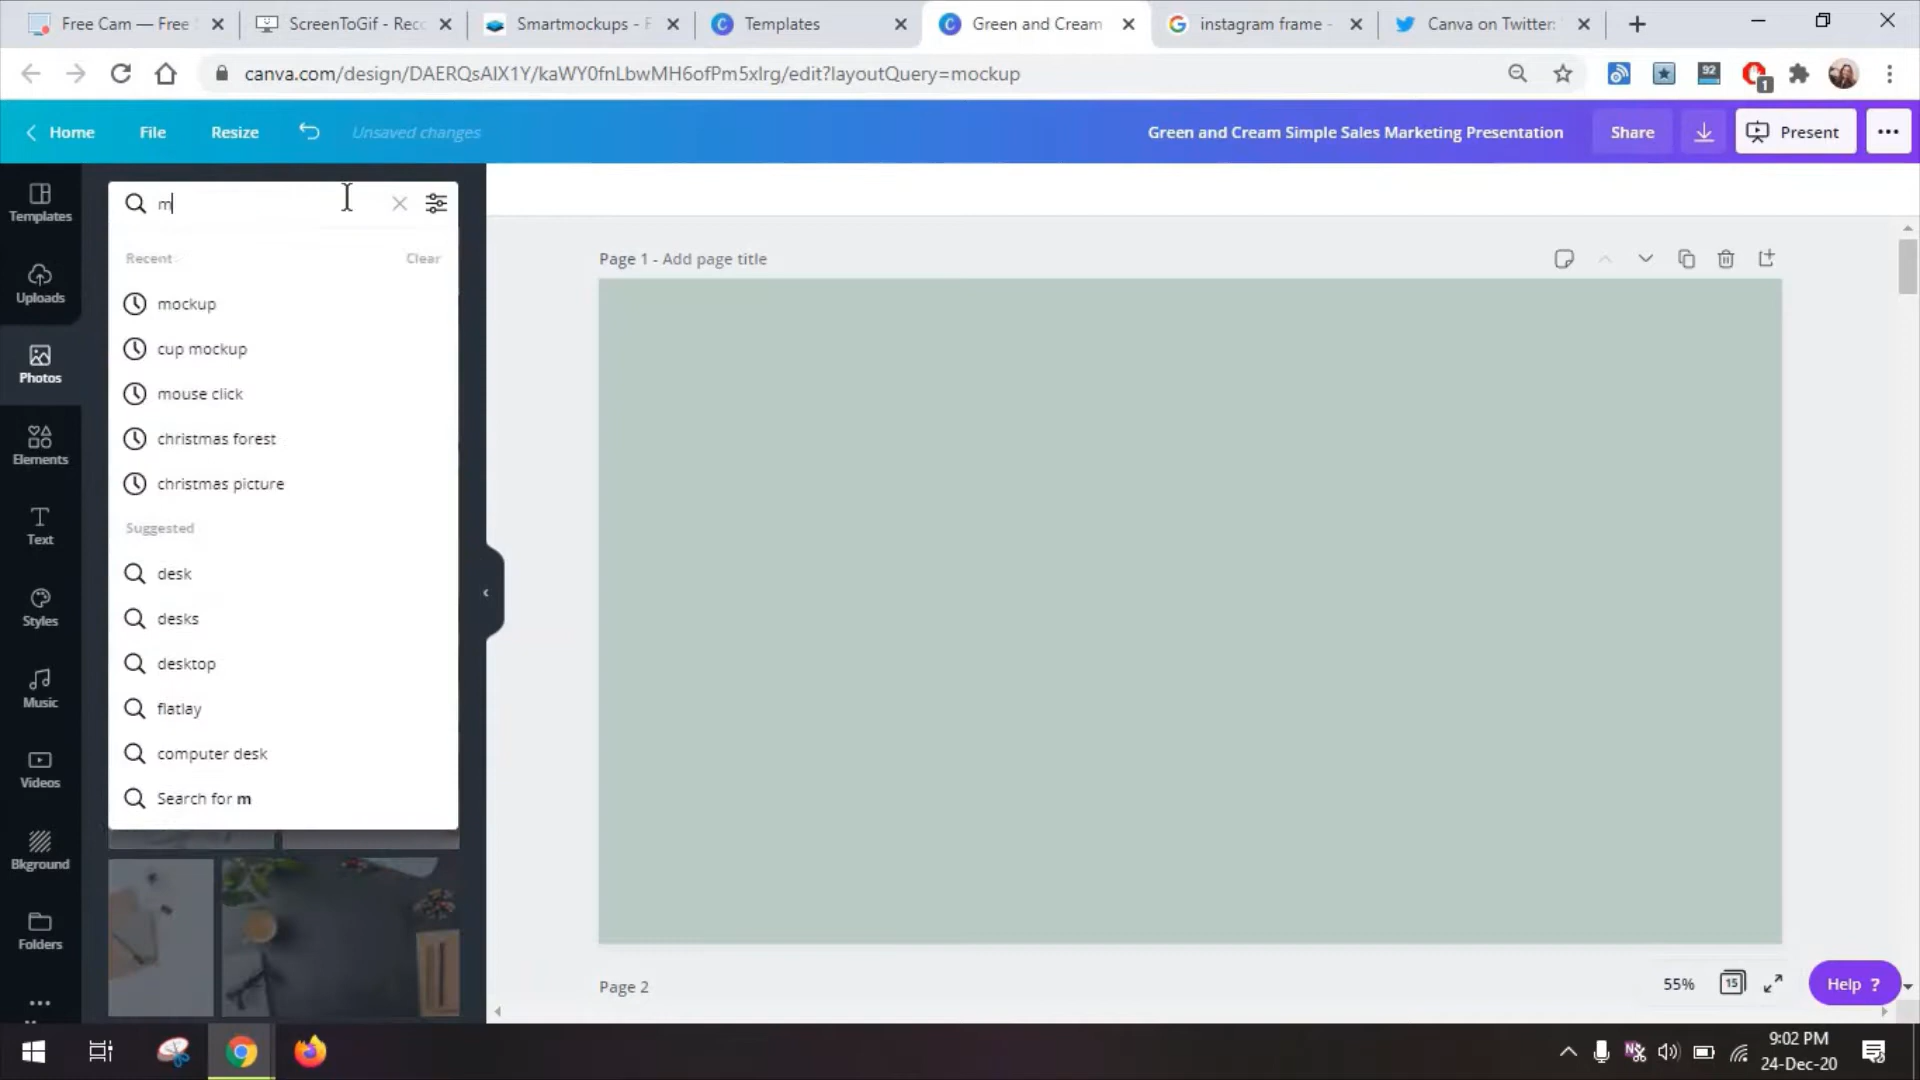 Free Cam — Free
ScreenToGif - Rec
Smartmockups - F
Templates
Green and Cream
instagram frame -
Canva on Twitter:
canva.com/design/DAERQsAlX1Y/kaWY0fnLbwMH6ofPm5xlrg/edit?layoutQuery=mockup
92
1
Home
File
Resize
Unsaved changes
Green and Cream Simple Sales Marketing Presentation
Share
Present
Templates
Uploads
Photos
Elements
Text
Styles
Music
Videos
Bkground
Folders
m
Recent
Clear
mockup
cup mockup
mouse click
christmas forest
christmas picture
Suggested
desk
desks
desktop
flatlay
computer desk
Search for m
Page 1 - Add page title
Page 2
55%
15
Help ?
9:02 PM
24-Dec-20